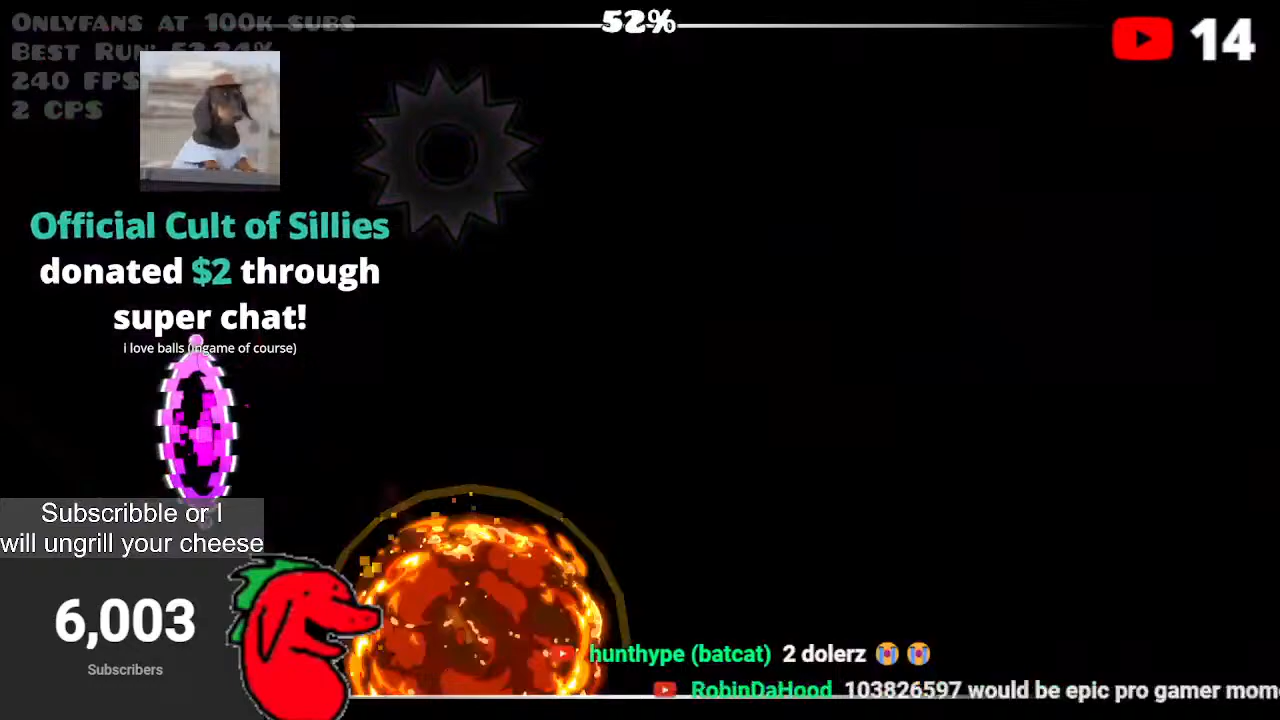 Onlyfans at 100k subs
52%
14
Best Run: 52.24%
240 FPS
2 CPS
Official Cult of Sillies
donated $2 through
super chat!
i love balls (ingame of course)
Subscribble or I
will ungrill your cheese
6,003
Subscribers
hunthype (batcat) 2 dolerz 😭 😭
RobinDaHood 103826597 would be epic pro gamer mome